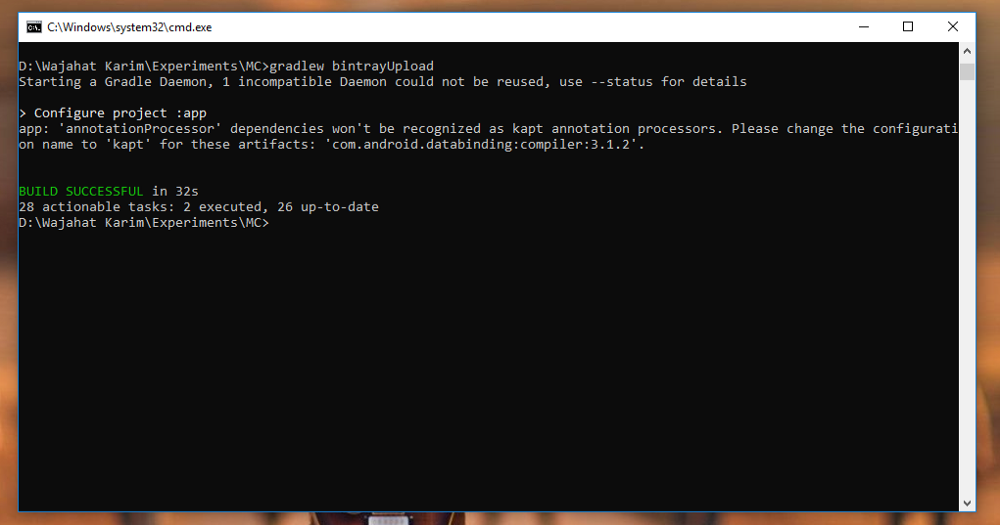 C:\Windows\system32\cmd.exe
D:\Wajahat Karim\Experiments\MC>gradlew bintrayUpload
Starting a Gradle Daemon, 1 incompatible Daemon could not be reused, use --status for details
> Configure project :app
app: 'annotationProcessor' dependencies won't be recognized as kapt annotation processors. Please change the configurati
on name to 'kapt' for these artifacts: 'com.android.databinding:compiler:3.1.2'.
BUILD SUCCESSFUL in 32s
28 actionable tasks: 2 executed, 26 up-to-date
D:\Wajahat Karim\Experiments\MC>